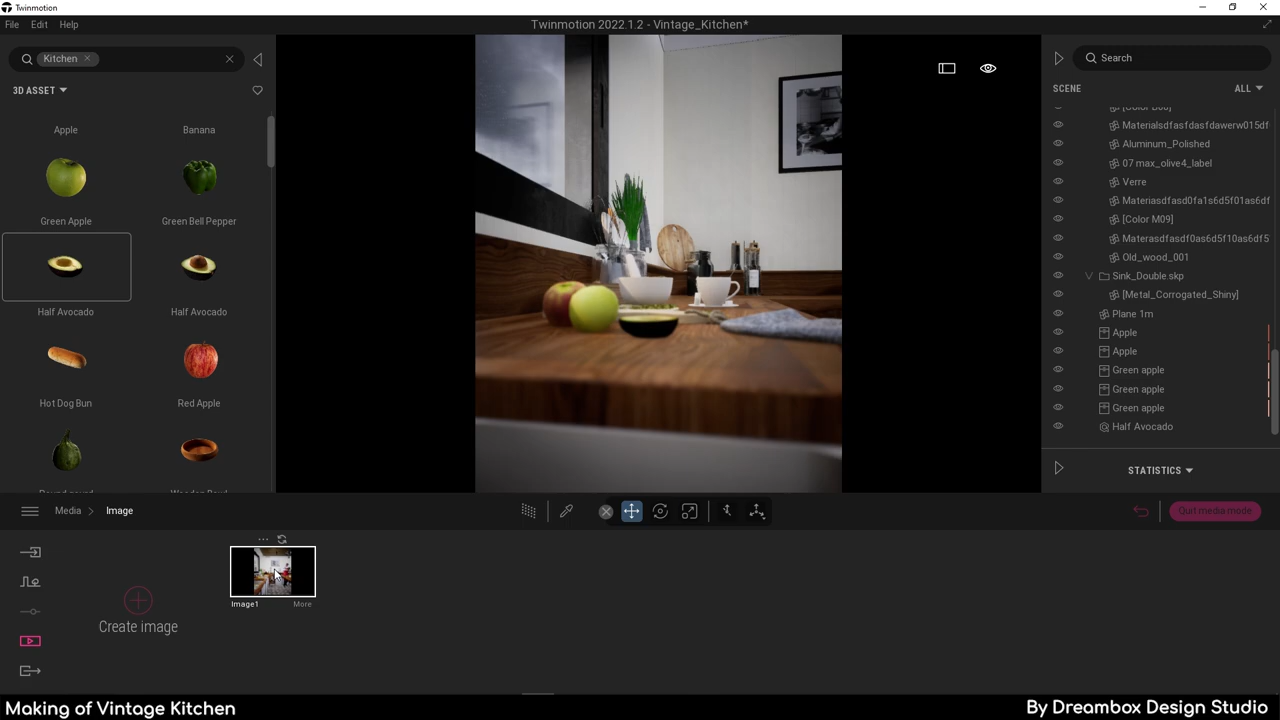 Twinmotion
File Edit Help
Twinmotion 2022.1.2 - Vintage_Kitchen*
Kitchen
Search
3D ASSET
SCENE
ALL
Apple
Banana
Green Apple
Green Bell Pepper
Half Avocado
Half Avocado
Hot Dog Bun
Red Apple
Materialsdfasfdasfdawerw015df
Aluminum_Polished
07 max_olive4_label
Verre
Materiasdfasd0fa1s6d5f01as6df
[Color M09]
Materasdfasdf0as6d5f10as6df5
Old_wood_001
Sink_Double.skp
[Metal_Corrogated_Shiny]
Plane 1m
Apple
Apple
Green apple
Green apple
Green apple
Half Avocado
STATISTICS
Media
Image
Quit media mode
Create image
Image1
More
Making of Vintage Kitchen
By Dreambox Design Studio